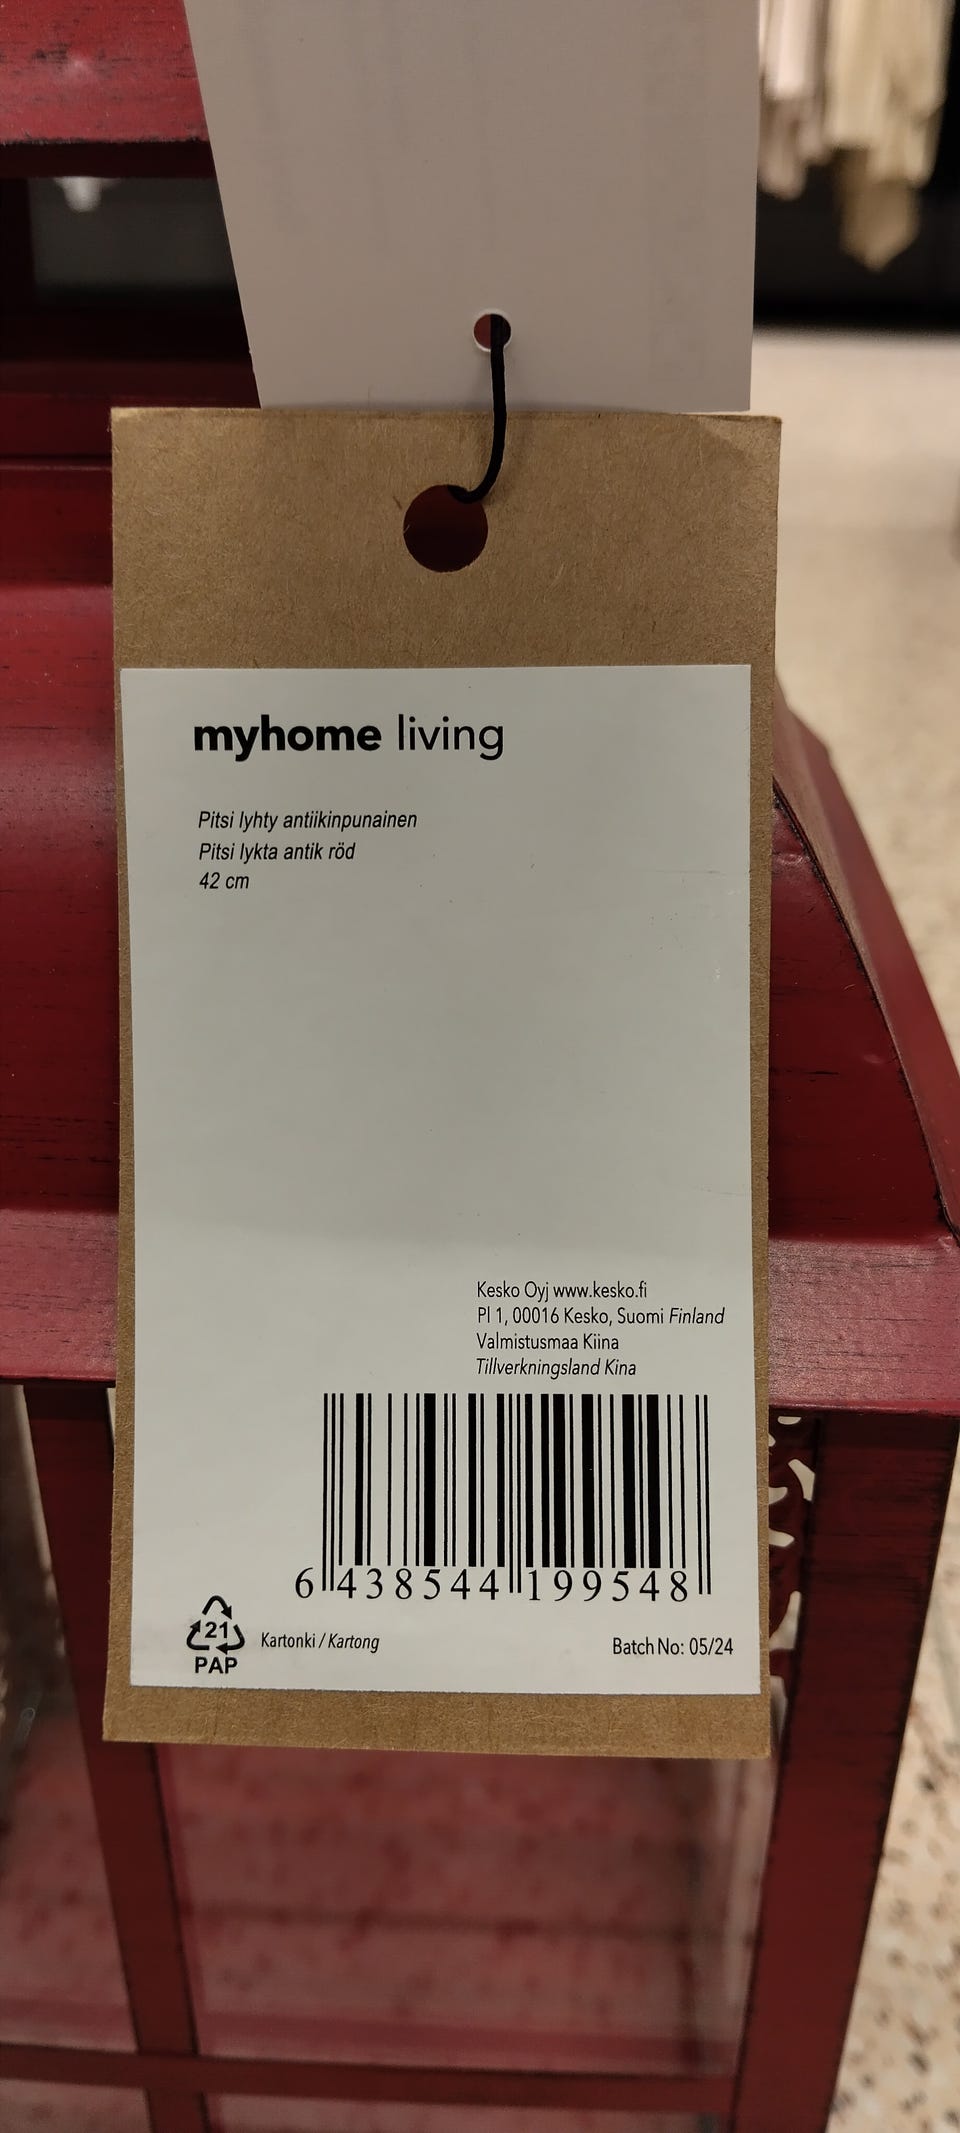 myhome living
Pitsi lyhty antiikinpunainen
Pitsi lykta antik röd
42 cm
Kesko Oyj www.kesko.fi
Pl 1, 00016 Kesko, Suomi Finland
Valmistusmaa Kiina
Tillverkningsland Kina
6 438544 199548
21
PAP
Kartonki / Kartong
Batch No: 05/24